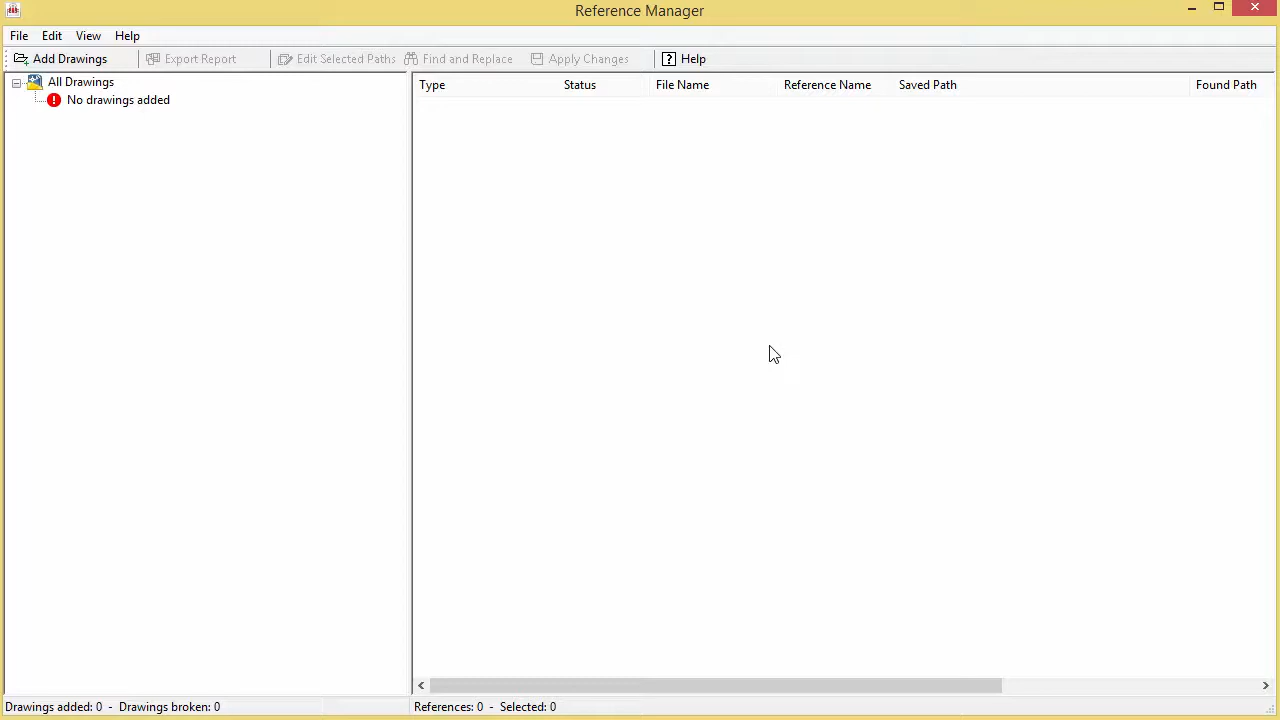 Reference Manager
File Edit View Help
Add Drawings Export Report Edit Selected Paths Find and Replace Apply Changes ? Help
All Drawings
! No drawings added
Type Status File Name Reference Name Saved Path Found Path
Drawings added: 0 - Drawings broken: 0 References: 0 - Selected: 0